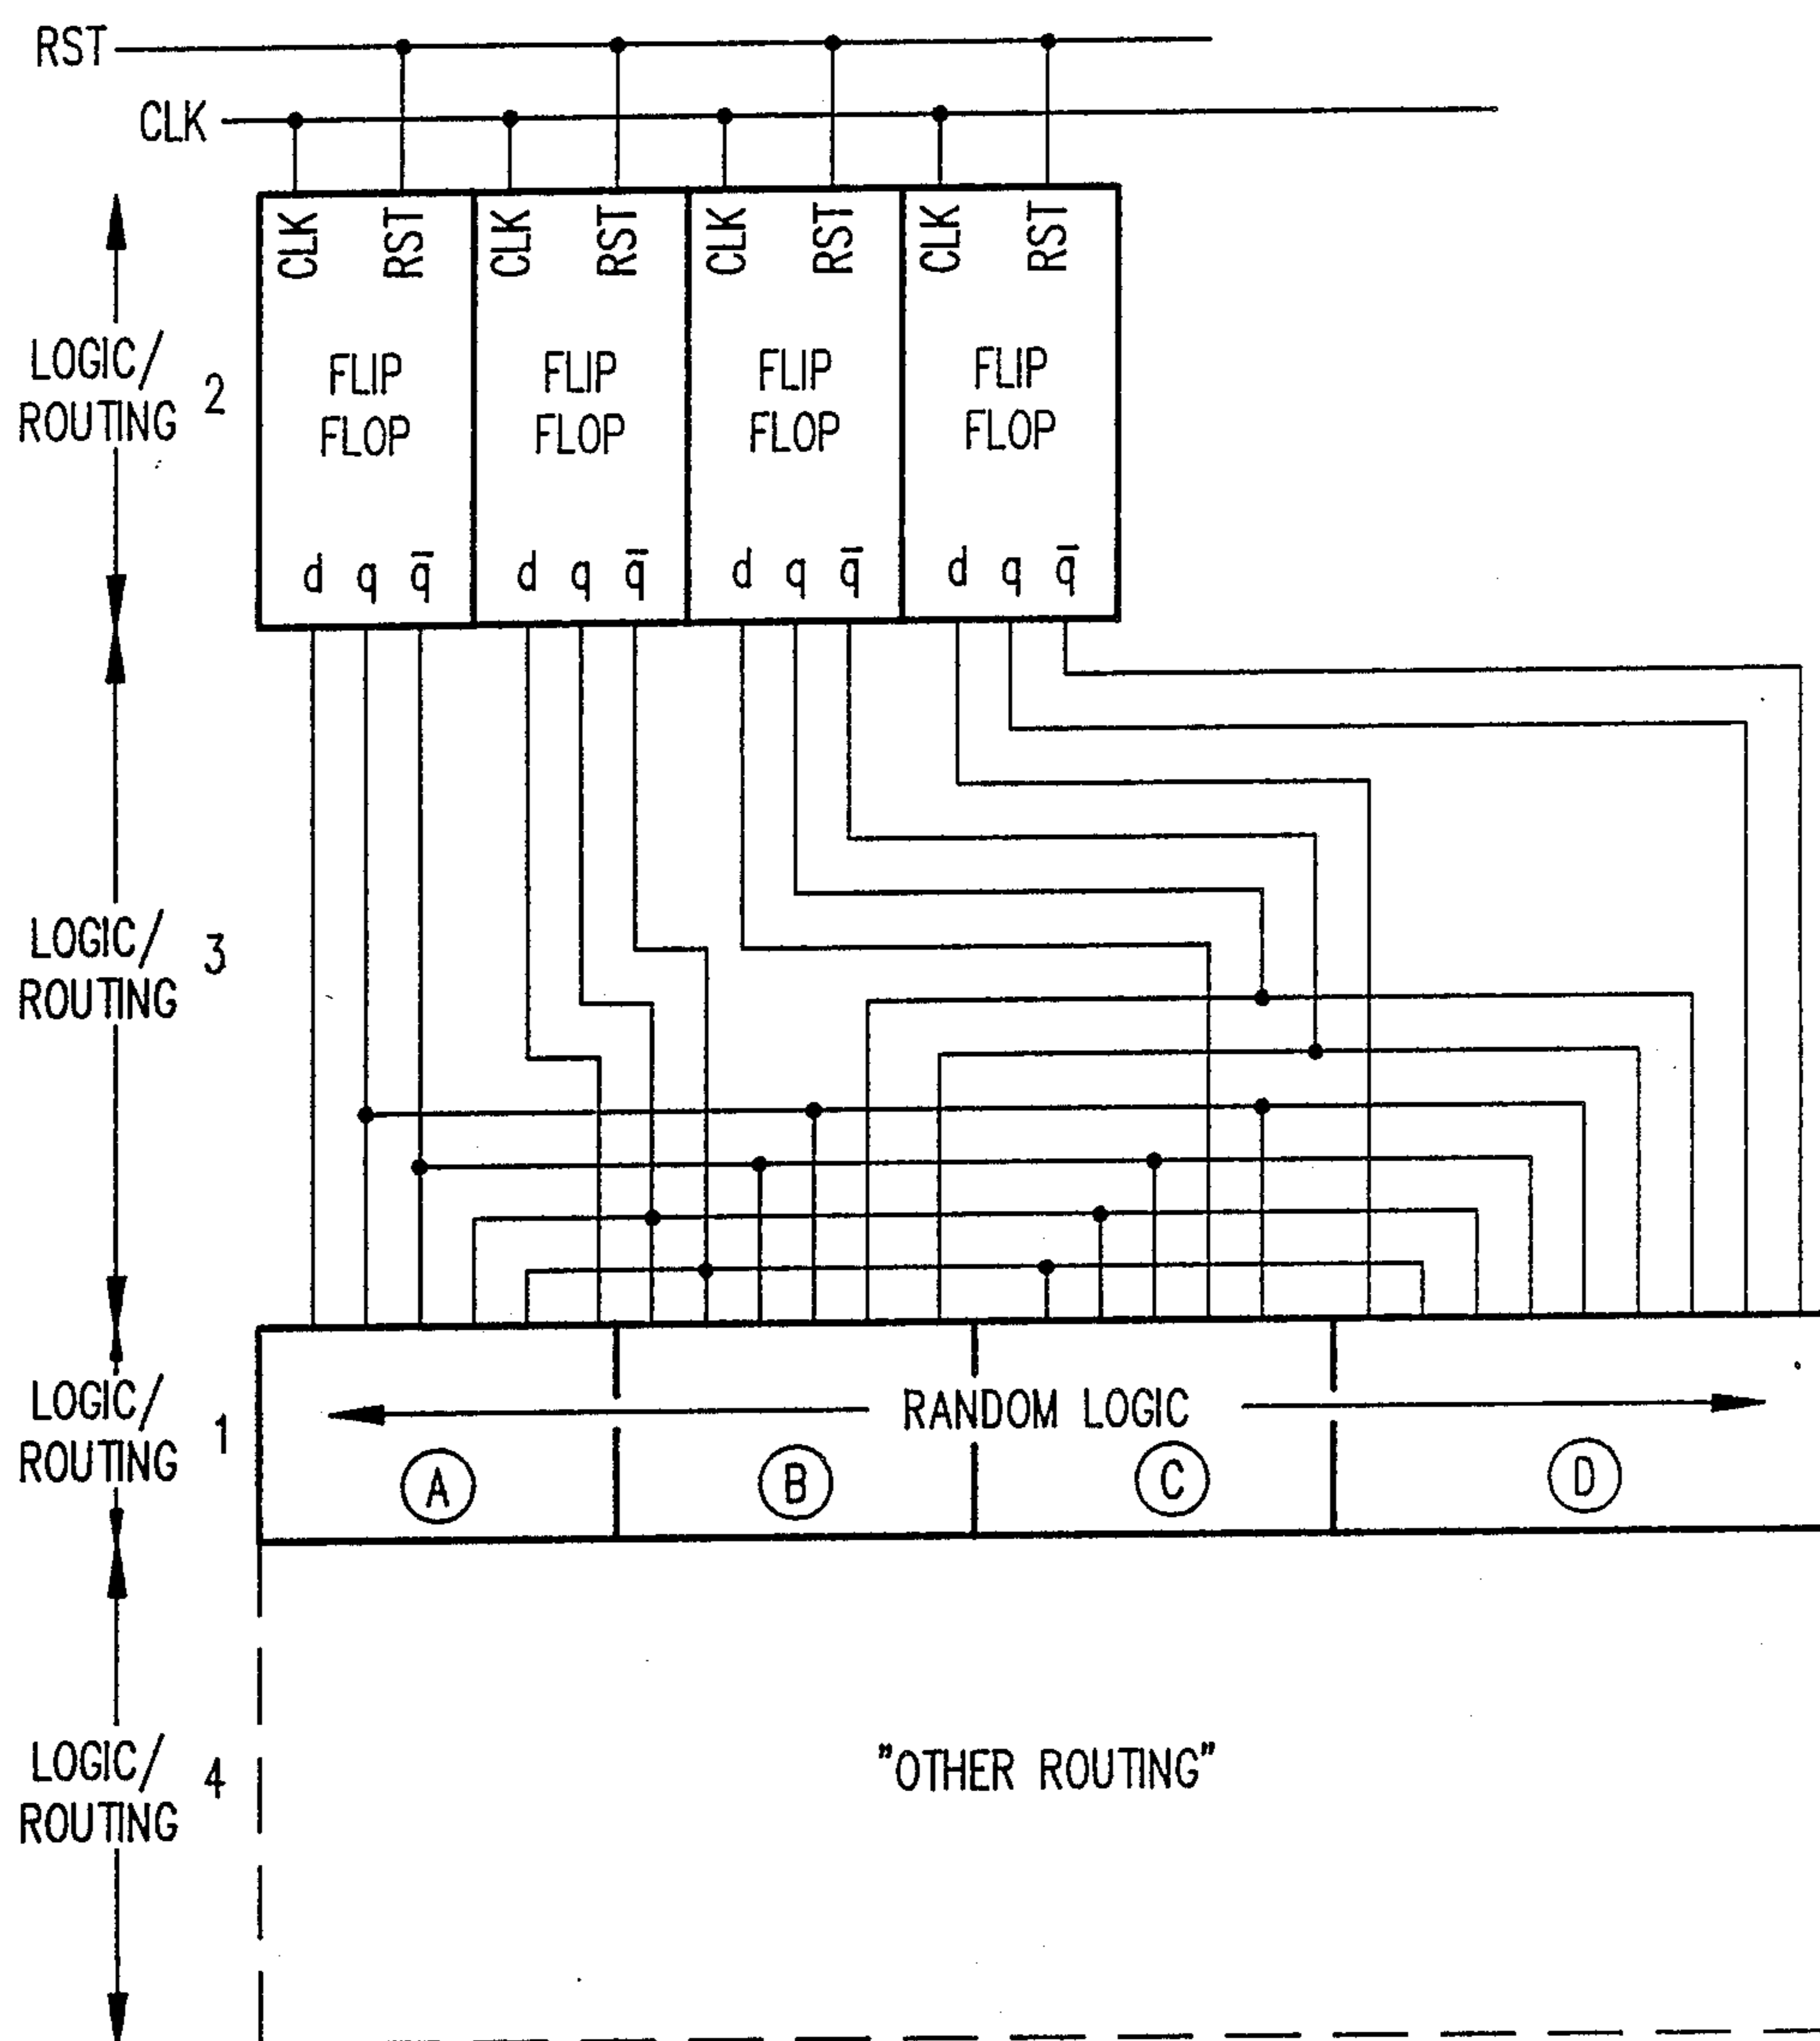 RST
CLK
CLK RST CLK RST CLK RST CLK RST
LOGIC/
ROUTING 2
FLIP
FLOP
FLIP
FLOP
FLIP
FLOP
FLIP
FLOP
d q q̅ d q q̅ d q q̅ d q q̅
LOGIC/
ROUTING 3
LOGIC/
ROUTING 1
RANDOM LOGIC
A B C D
LOGIC/
ROUTING 4
"OTHER ROUTING"